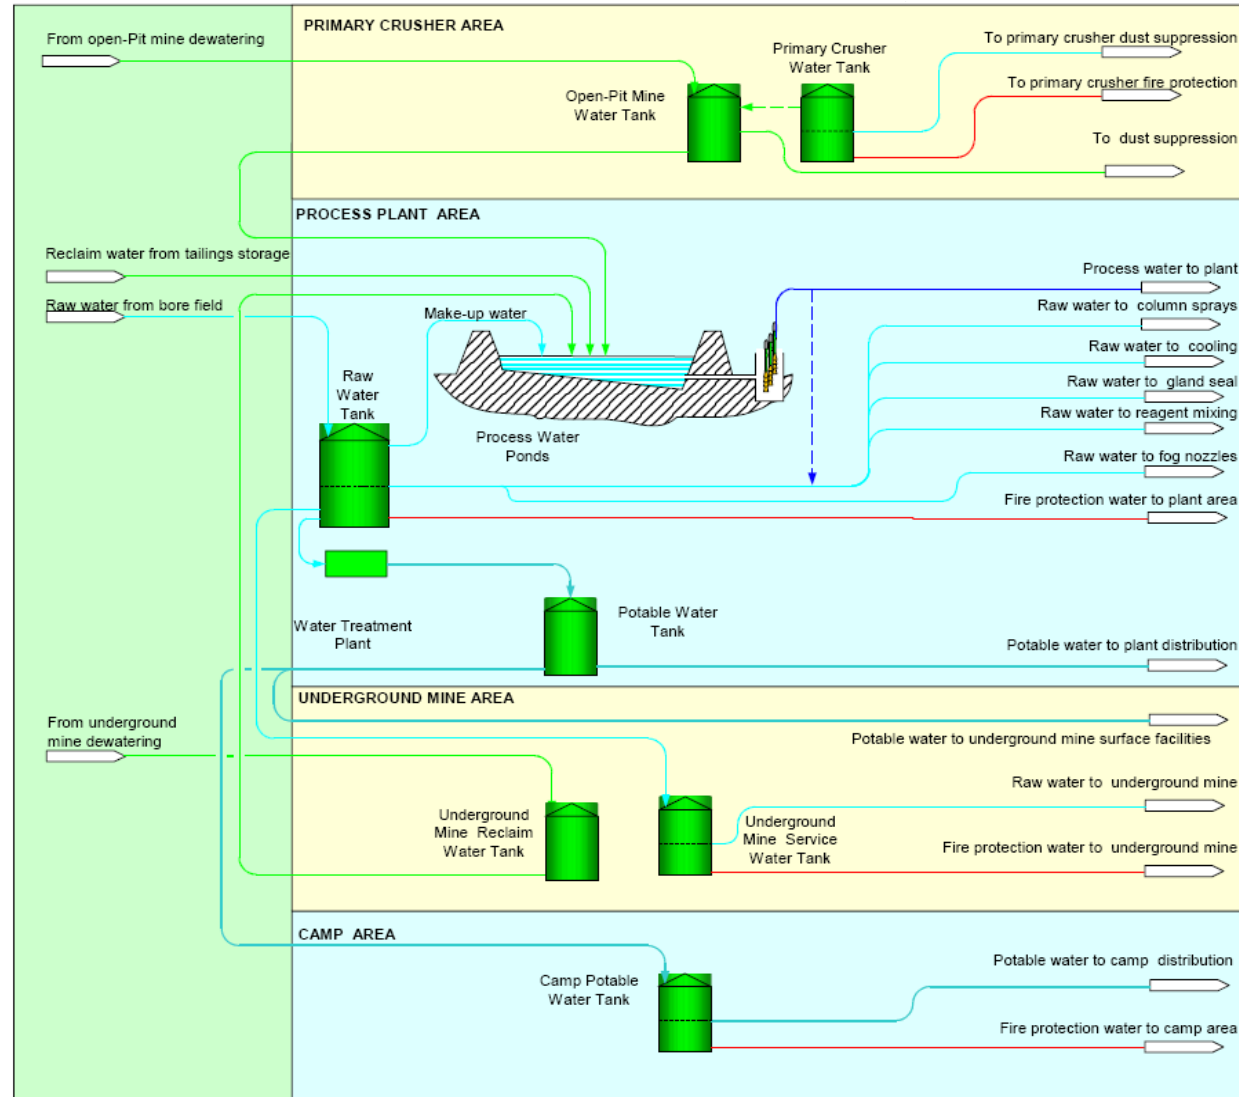 PRIMARY CRUSHER AREA
From open-Pit mine dewatering
To primary crusher dust suppression
Primary Crusher
Water Tank
To primary crusher fire protection
Open-Pit Mine
Water Tank
To dust suppression
PROCESS PLANT AREA
Reclaim water from tailings storage
Process water to plant
Raw water from bore field
Make-up water
Raw water to column sprays
Raw water to cooling
Raw
Water
Tank
Raw water to gland seal
Raw water to reagent mixing
Process Water
Ponds
Raw water to fog nozzles
Fire protection water to plant area
Water Treatment
Plant
Potable Water
Tank
Potable water to plant distribution
UNDERGROUND MINE AREA
From underground
mine dewatering
Potable water to underground mine surface facilities
Raw water to underground mine
Underground
Mine Reclaim
Water Tank
Underground
Mine Service
Water Tank
Fire protection water to underground mine
CAMP AREA
Potable water to camp distribution
Camp Potable
Water Tank
Fire protection water to camp area